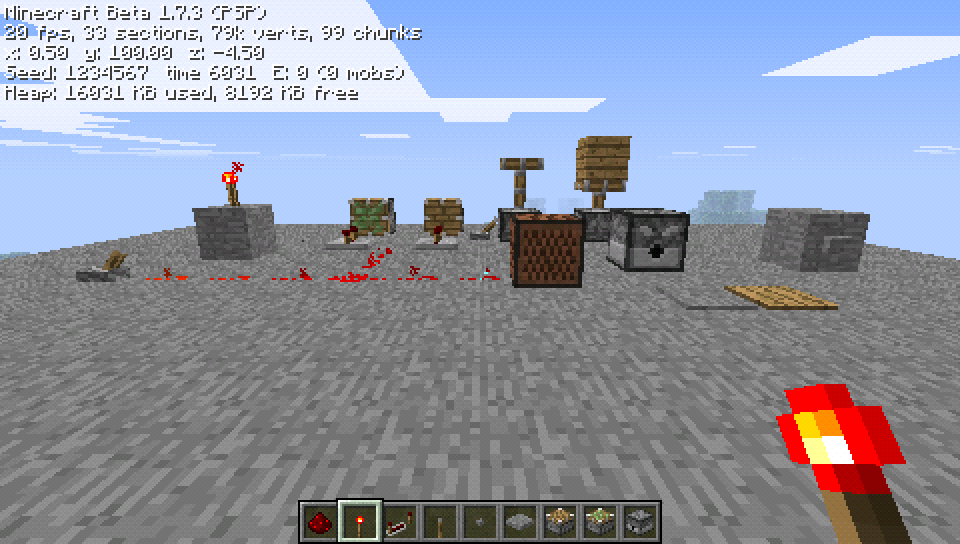 Minecraft Beta 1.7.3 (PSP)
20 fps, 33 sections, 79k verts, 99 chunks
x: 0.50 y: 100.00 z: -4.50
Seed: 1234567 time 6031 E: 0 (0 mobs)
Heap: 16031 KB used, 8192 KB free